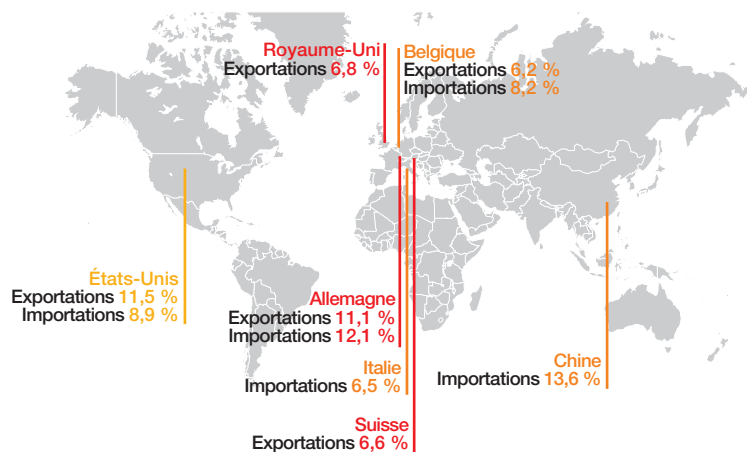 Royaume-Uni
Exportations 6,8 %
Belgique
Exportations 6,2 %
Importations 8,2 %
États-Unis
Exportations 11,5 %
Importations 8,9 %
Allemagne
Exportations 11,1 %
Importations 12,1 %
Italie
Importations 6,5 %
Chine
Importations 13,6 %
Suisse
Exportations 6,6 %